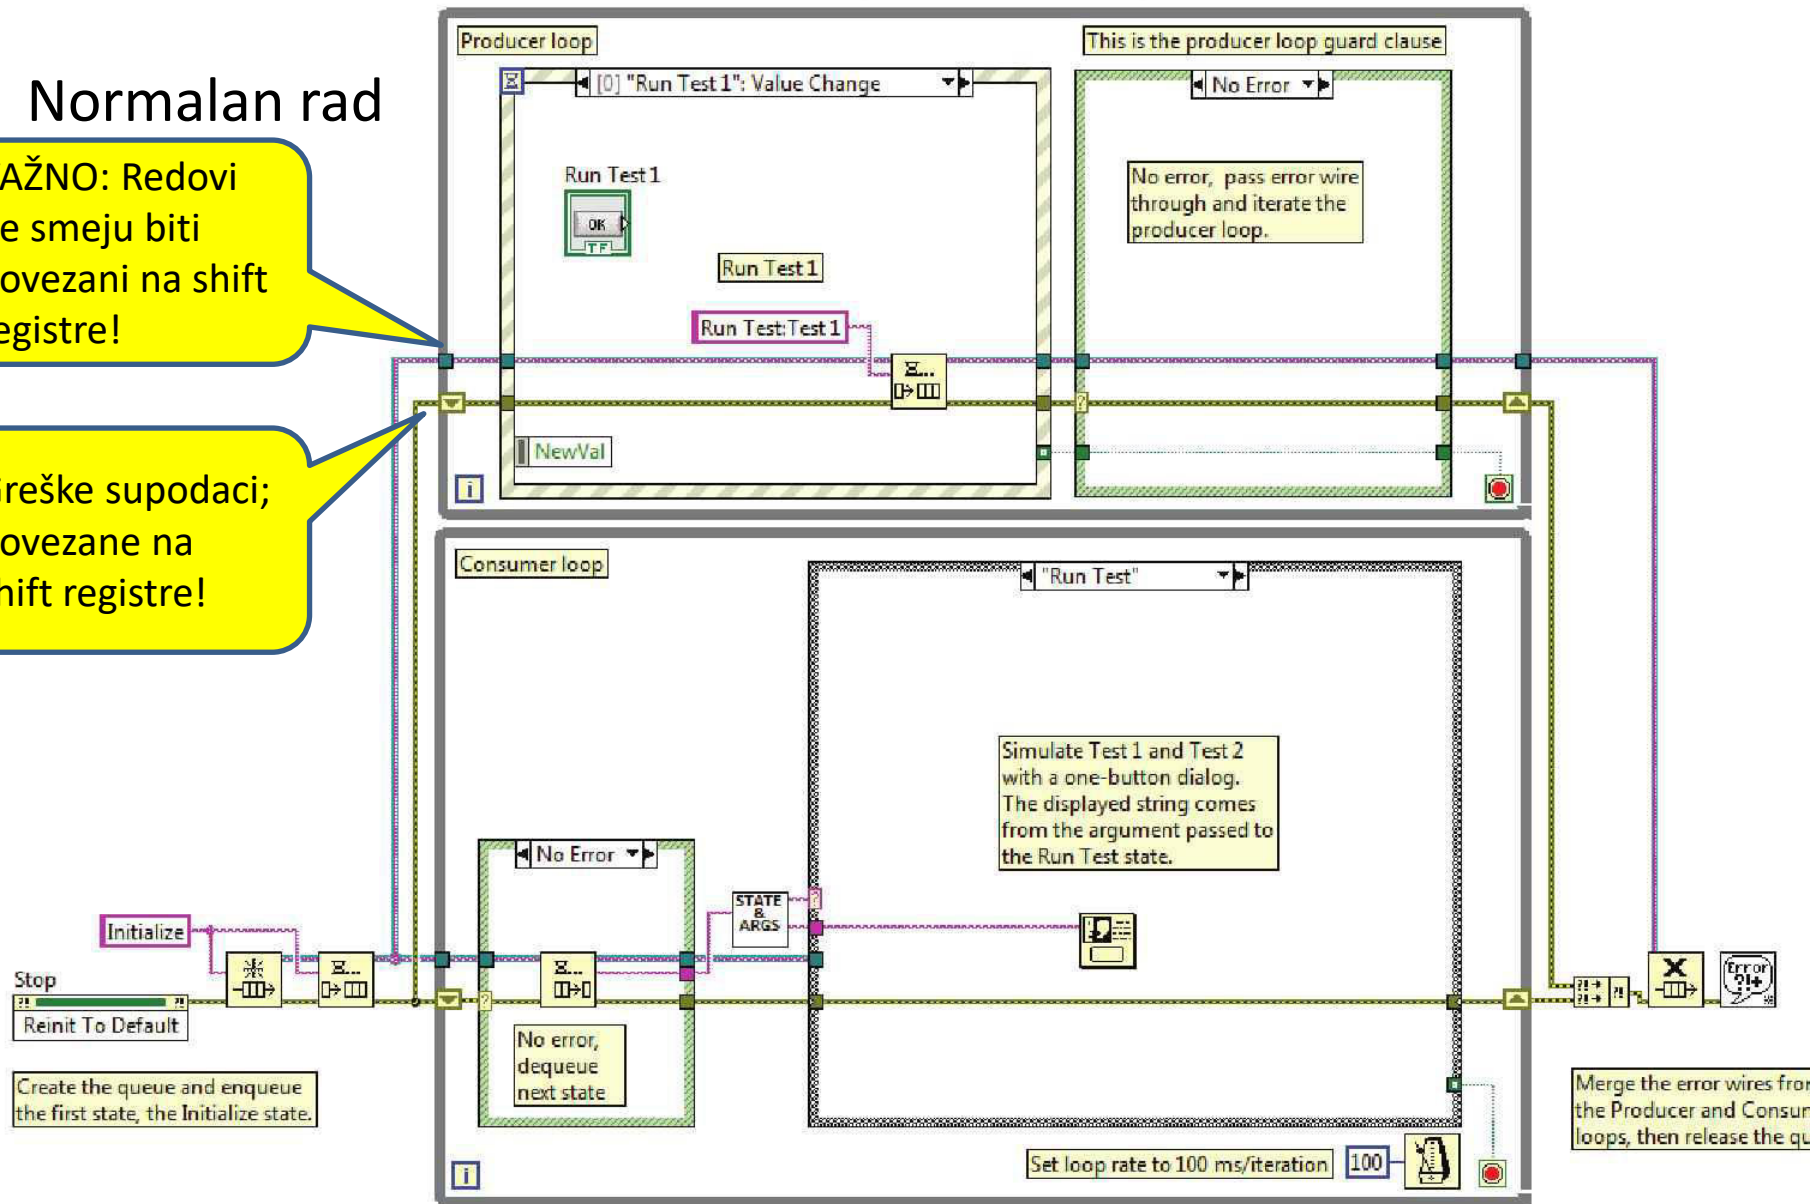 Normalan rad
AŽNO: Redovi
e smeju biti
ovezani na shift
egistre!
reške supodaci;
ovezane na
hift registre!
Producer loop
This is the producer loop guard clause
[0] "Run Test 1": Value Change
No Error
Run Test 1
OK
TF
No error, pass error wire
through and iterate the
producer loop.
Run Test 1
Run Test:Test 1
NewVal
i
Consumer loop
"Run Test"
Simulate Test 1 and Test 2
with a one-button dialog.
The displayed string comes
from the argument passed to
the Run Test state.
No Error
STATE
&
ARGS
Initialize
Stop
Reinit To Default
No error,
dequeue
next state
Error
?!+
Create the queue and enqueue
the first state, the Initialize state.
Merge the error wires fro
the Producer and Consu
loops, then release the qu
Set loop rate to 100 ms/iteration
100
i